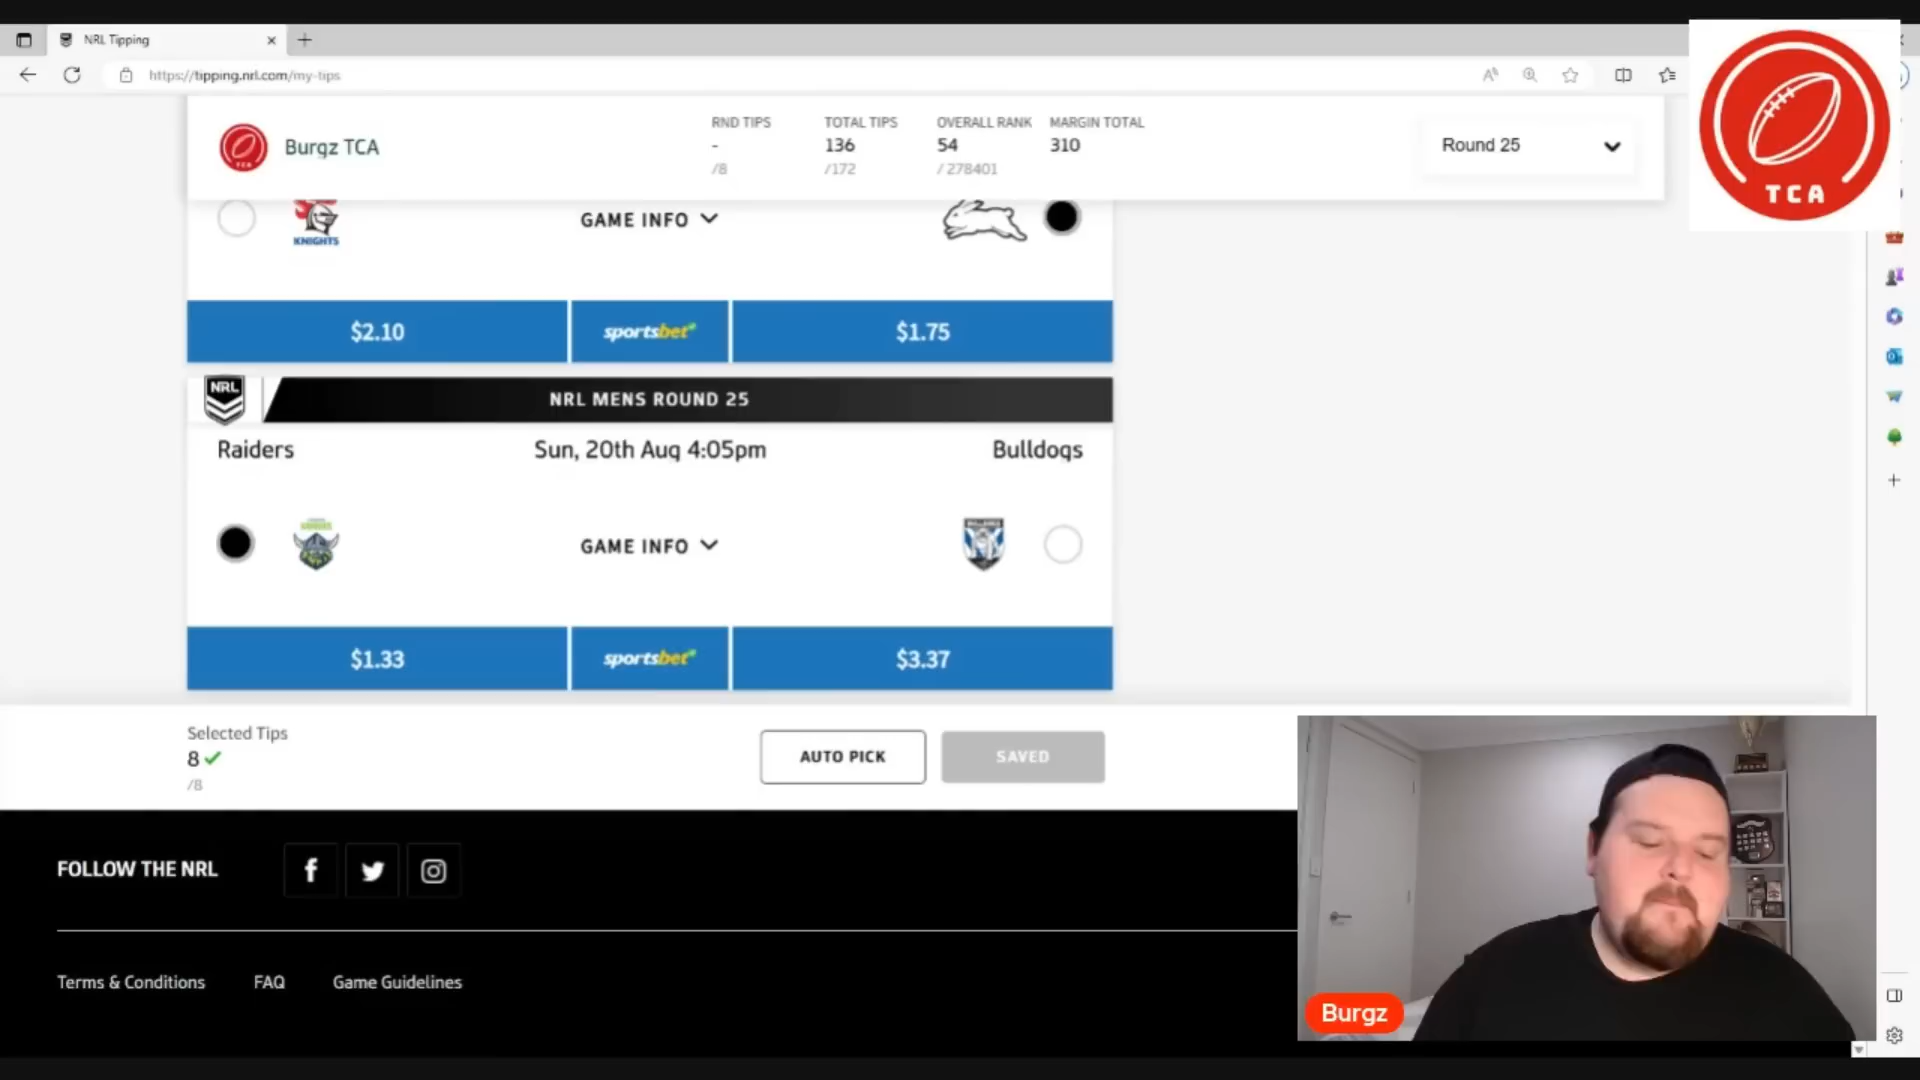 NRL Tipping
https://tipping.nrl.com/my-tips
TCA
Burgz TCA
RND TIPS
-
/8
TOTAL TIPS
136
/172
OVERALL RANK
54
/278401
MARGIN TOTAL
310
Round 25
TCA
KNIGHTS
GAME INFO
$2.10
sportsbet
$1.75
NRL
NRL MENS ROUND 25
Raiders
Sun, 20th Aug 4:05pm
Bulldogs
GAME INFO
$1.33
sportsbet
$3.37
Selected Tips
8
/8
AUTO PICK
SAVED
FOLLOW THE NRL
Terms & Conditions
FAQ
Game Guidelines
Burgz